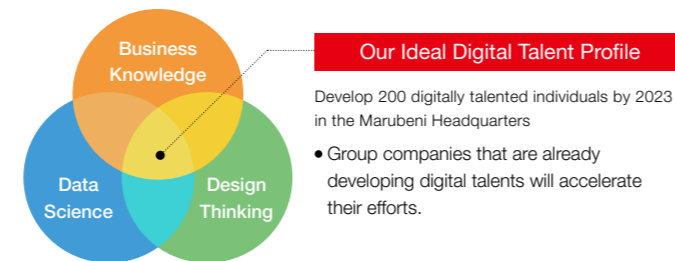 Business
Knowledge
Data
Science
Design
Thinking
Our Ideal Digital Talent Profile
Develop 200 digitally talented individuals by 2023
in the Marubeni Headquarters
• Group companies that are already
developing digital talents will accelerate
their efforts.